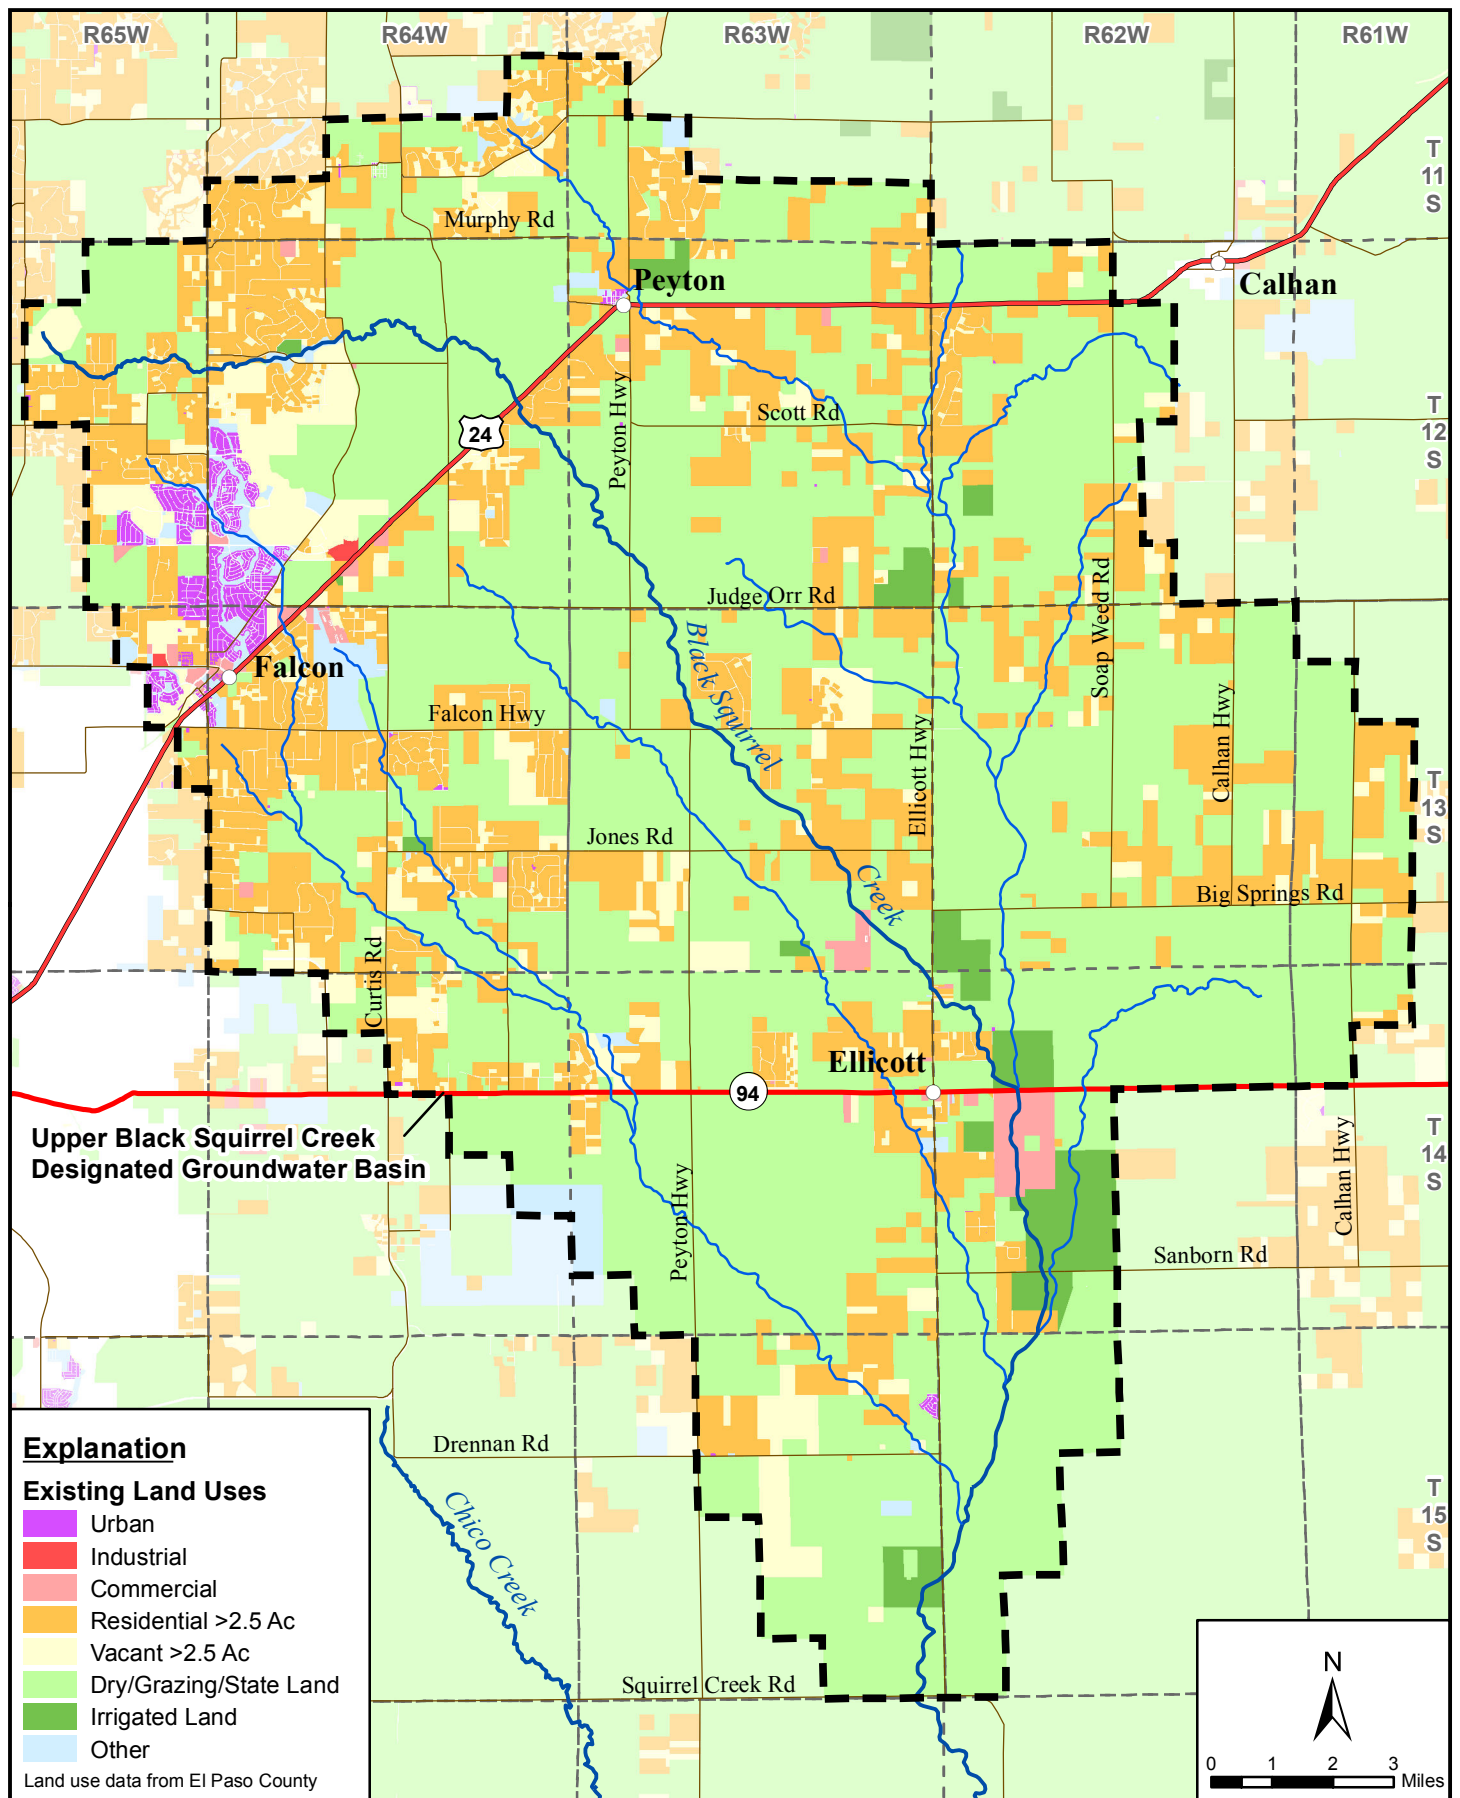 R65W
R64W
R63W
R62W
R61W
T
11
S
Murphy Rd
Peyton
Calhan
24
Peyton Hwy
Scott Rd
T
12
S
Judge Orr Rd
Soap Weed Rd
Black Squirrel
Creek
Falcon
Falcon Hwy
Ellicott Hwy
Calhan Hwy
T
13
S
Jones Rd
Big Springs Rd
Curtis Rd
Ellicott
94
Upper Black Squirrel Creek
Designated Groundwater Basin
Peyton Hwy
Calhan Hwy
T
14
S
Sanborn Rd
Drennan Rd
Chico Creek
T
15
S
Squirrel Creek Rd
Explanation
Existing Land Uses
Urban
Industrial
Commercial
Residential >2.5 Ac
Vacant >2.5 Ac
Dry/Grazing/State Land
Irrigated Land
Other
Land use data from El Paso County
N
0 1 2 3
Miles